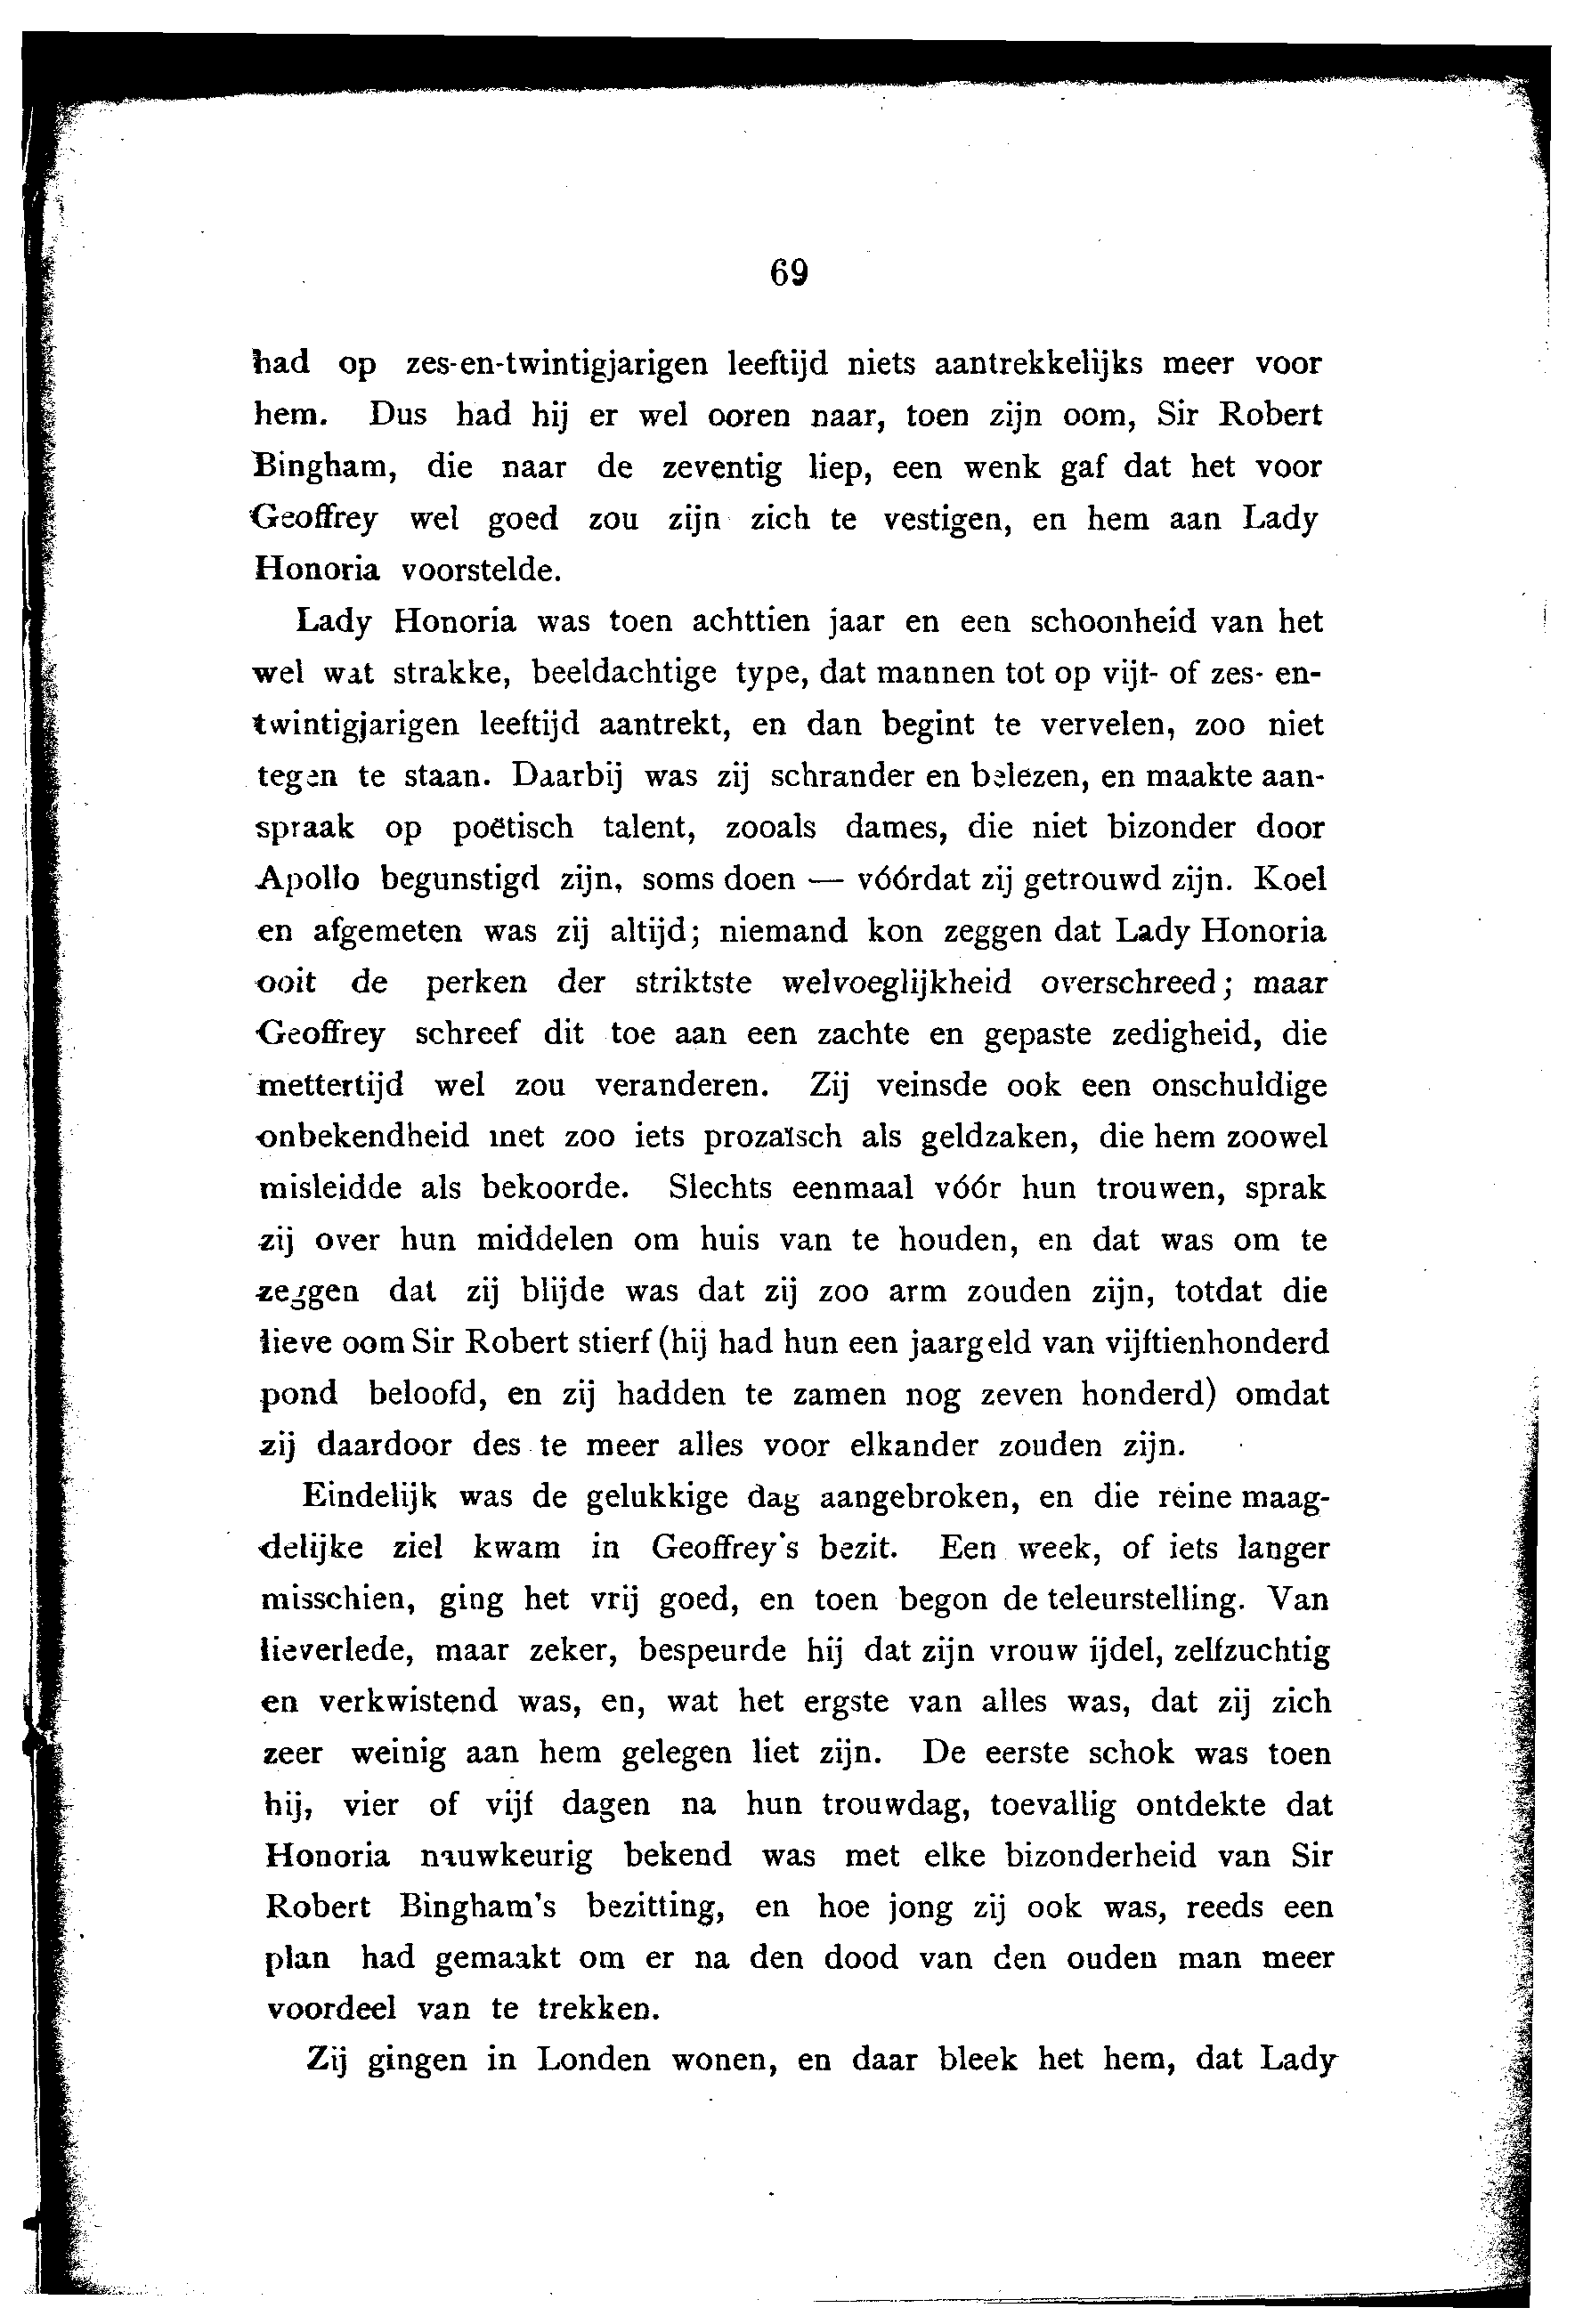 69
had op zes-en-twintigjarigen leeftijd niets aantrekkelijks meer voor
hem. Dus had hij er wel ooren naar, toen zijn oom, Sir Robert
Bingham, die naar de zeventig liep, een wenk gaf dat het voor
Geoffrey wel goed zou zijn zich te vestigen, en hem aan Lady
Honoria voorstelde.
Lady Honoria was toen achttien jaar en een schoonheid van het
wel wat strakke, beeldachtige type, dat mannen tot op vijt- of zes- en-
twintigjarigen leeftijd aantrekt, en dan begint te vervelen, zoo niet
tegen te staan. Daarbij was zij schrander en belezen, en maakte aan-
spraak op poëtisch talent, zooals dames, die niet bizonder door
Apollo begunstigd zijn, soms doen — vóórdat zij getrouwd zijn. Koel
en afgemeten was zij altijd; niemand kon zeggen dat Lady Honoria
ooit de perken der striktste welvoeglijkheid overschreed; maar
Geoffrey schreef dit toe aan een zachte en gepaste zedigheid, die
mettertijd wel zou veranderen. Zij veinsde ook een onschuldige
onbekendheid met zoo iets prozaïsch als geldzaken, die hem zoowel
misleidde als bekoorde. Slechts eenmaal vóór hun trouwen, sprak
zij over hun middelen om huis van te houden, en dat was om te
zeggen dat zij blijde was dat zij zoo arm zouden zijn, totdat die
lieve oom Sir Robert stierf (hij had hun een jaargeld van vijftienhonderd
pond beloofd, en zij hadden te zamen nog zeven honderd) omdat
zij daardoor des te meer alles voor elkander zouden zijn.
Eindelijk was de gelukkige dag aangebroken, en die reine maag-
delijke ziel kwam in Geoffrey's bezit. Een week, of iets langer
misschien, ging het vrij goed, en toen begon de teleurstelling. Van
lieverlede, maar zeker, bespeurde hij dat zijn vrouw ijdel, zelfzuchtig
en verkwistend was, en, wat het ergste van alles was, dat zij zich
zeer weinig aan hem gelegen liet zijn. De eerste schok was toen
hij, vier of vijf dagen na hun trouwdag, toevallig ontdekte dat
Honoria nauwkeurig bekend was met elke bizonderheid van Sir
Robert Bingham's bezitting, en hoe jong zij ook was, reeds een
plan had gemaakt om er na den dood van den ouden man meer
voordeel van te trekken.
Zij gingen in Londen wonen, en daar bleek het hem, dat Lady